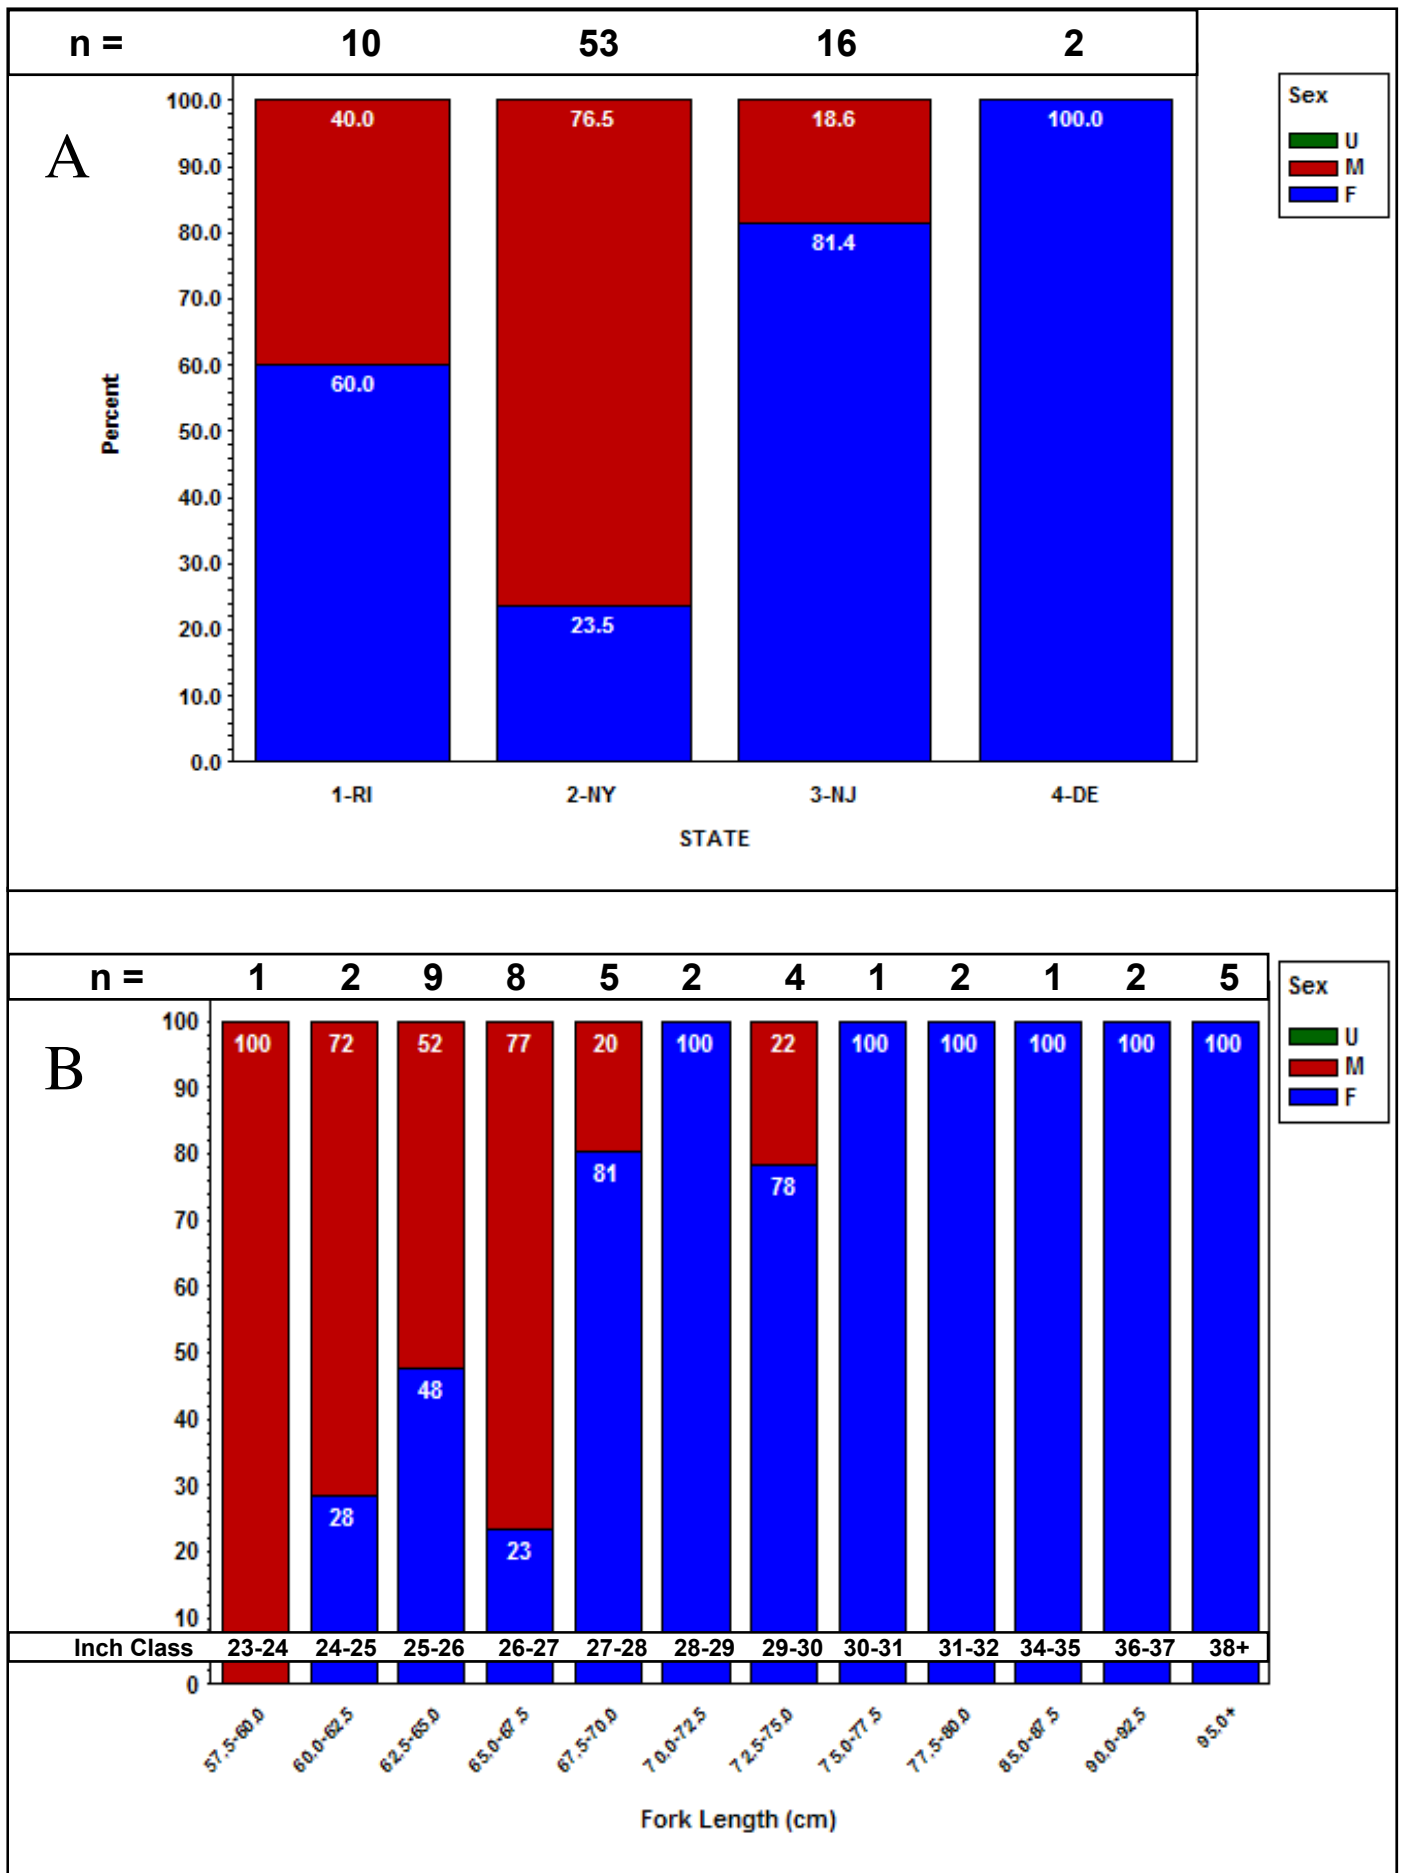 n = 10 53 16 2
A
Sex
U
M
F
100.0
90.0
80.0
70.0
60.0
50.0
40.0
30.0
20.0
10.0
0.0
Percent
40.0 76.5 18.6 100.0
60.0 23.5 81.4
1-RI 2-NY 3-NJ 4-DE
STATE
n = 1 2 9 8 5 2 4 1 2 1 2 5
B
Sex
U
M
F
100
90
80
70
60
50
40
30
20
10
0
100 72 52 77 20 100 22 100 100 100 100 100
28 48 23 81 78
Inch Class 23-24 24-25 25-26 26-27 27-28 28-29 29-30 30-31 31-32 34-35 36-37 38+
57.5-60.0 60.0-62.5 62.5-65.0 65.0-67.5 67.5-70.0 70.0-72.5 72.5-75.0 75.0-77.5 77.5-80.0 85.0-87.5 90.0-92.5 95.0+
Fork Length (cm)